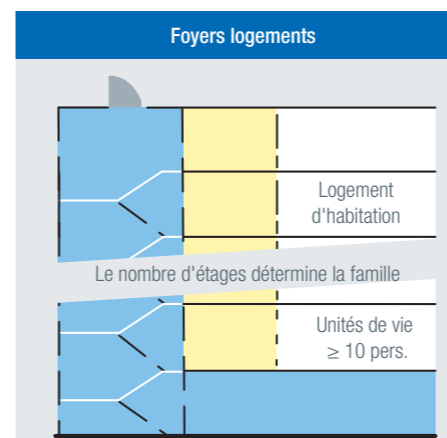 Foyers logements
Logement
d'habitation
Le nombre d'étages détermine la famille
Unités de vie
≥ 10 pers.